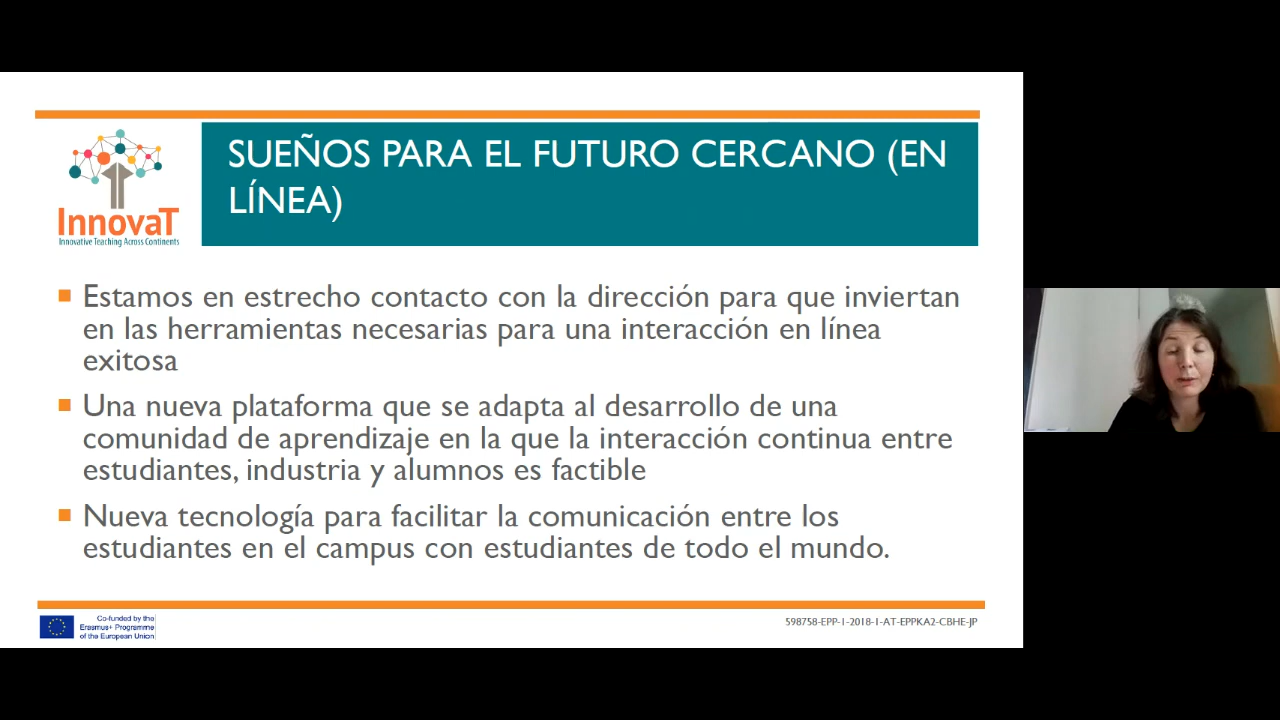 SUEÑOS PARA EL FUTURO CERCANO (EN
LÍNEA)
InnovaT
Innovative Teaching Across Continents
Estamos en estrecho contacto con la dirección para que inviertan
en las herramientas necesarias para una interacción en línea
exitosa
Una nueva plataforma que se adapta al desarrollo de una
comunidad de aprendizaje en la que la interacción continua entre
estudiantes, industria y alumnos es factible
Nueva tecnología para facilitar la comunicación entre los
estudiantes en el campus con estudiantes de todo el mundo.
Co-funded by the
Erasmus+ Programme
of the European Union
598758-EPP-1-2018-1-AT-EPPKA2-CBHE-JP